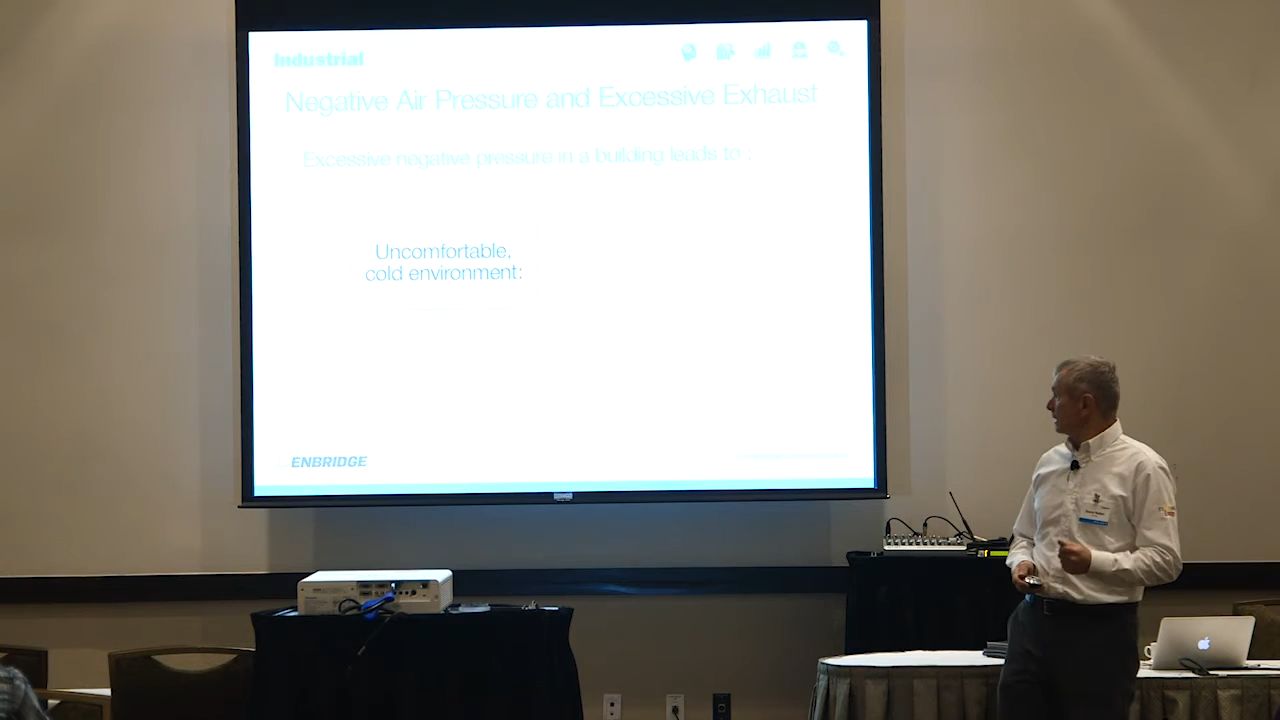 Industrial
Negative Air Pressure and Excessive Exhaust
Excessive negative pressure in a building leads to :
Uncomfortable,
cold environment:
ENBRIDGE